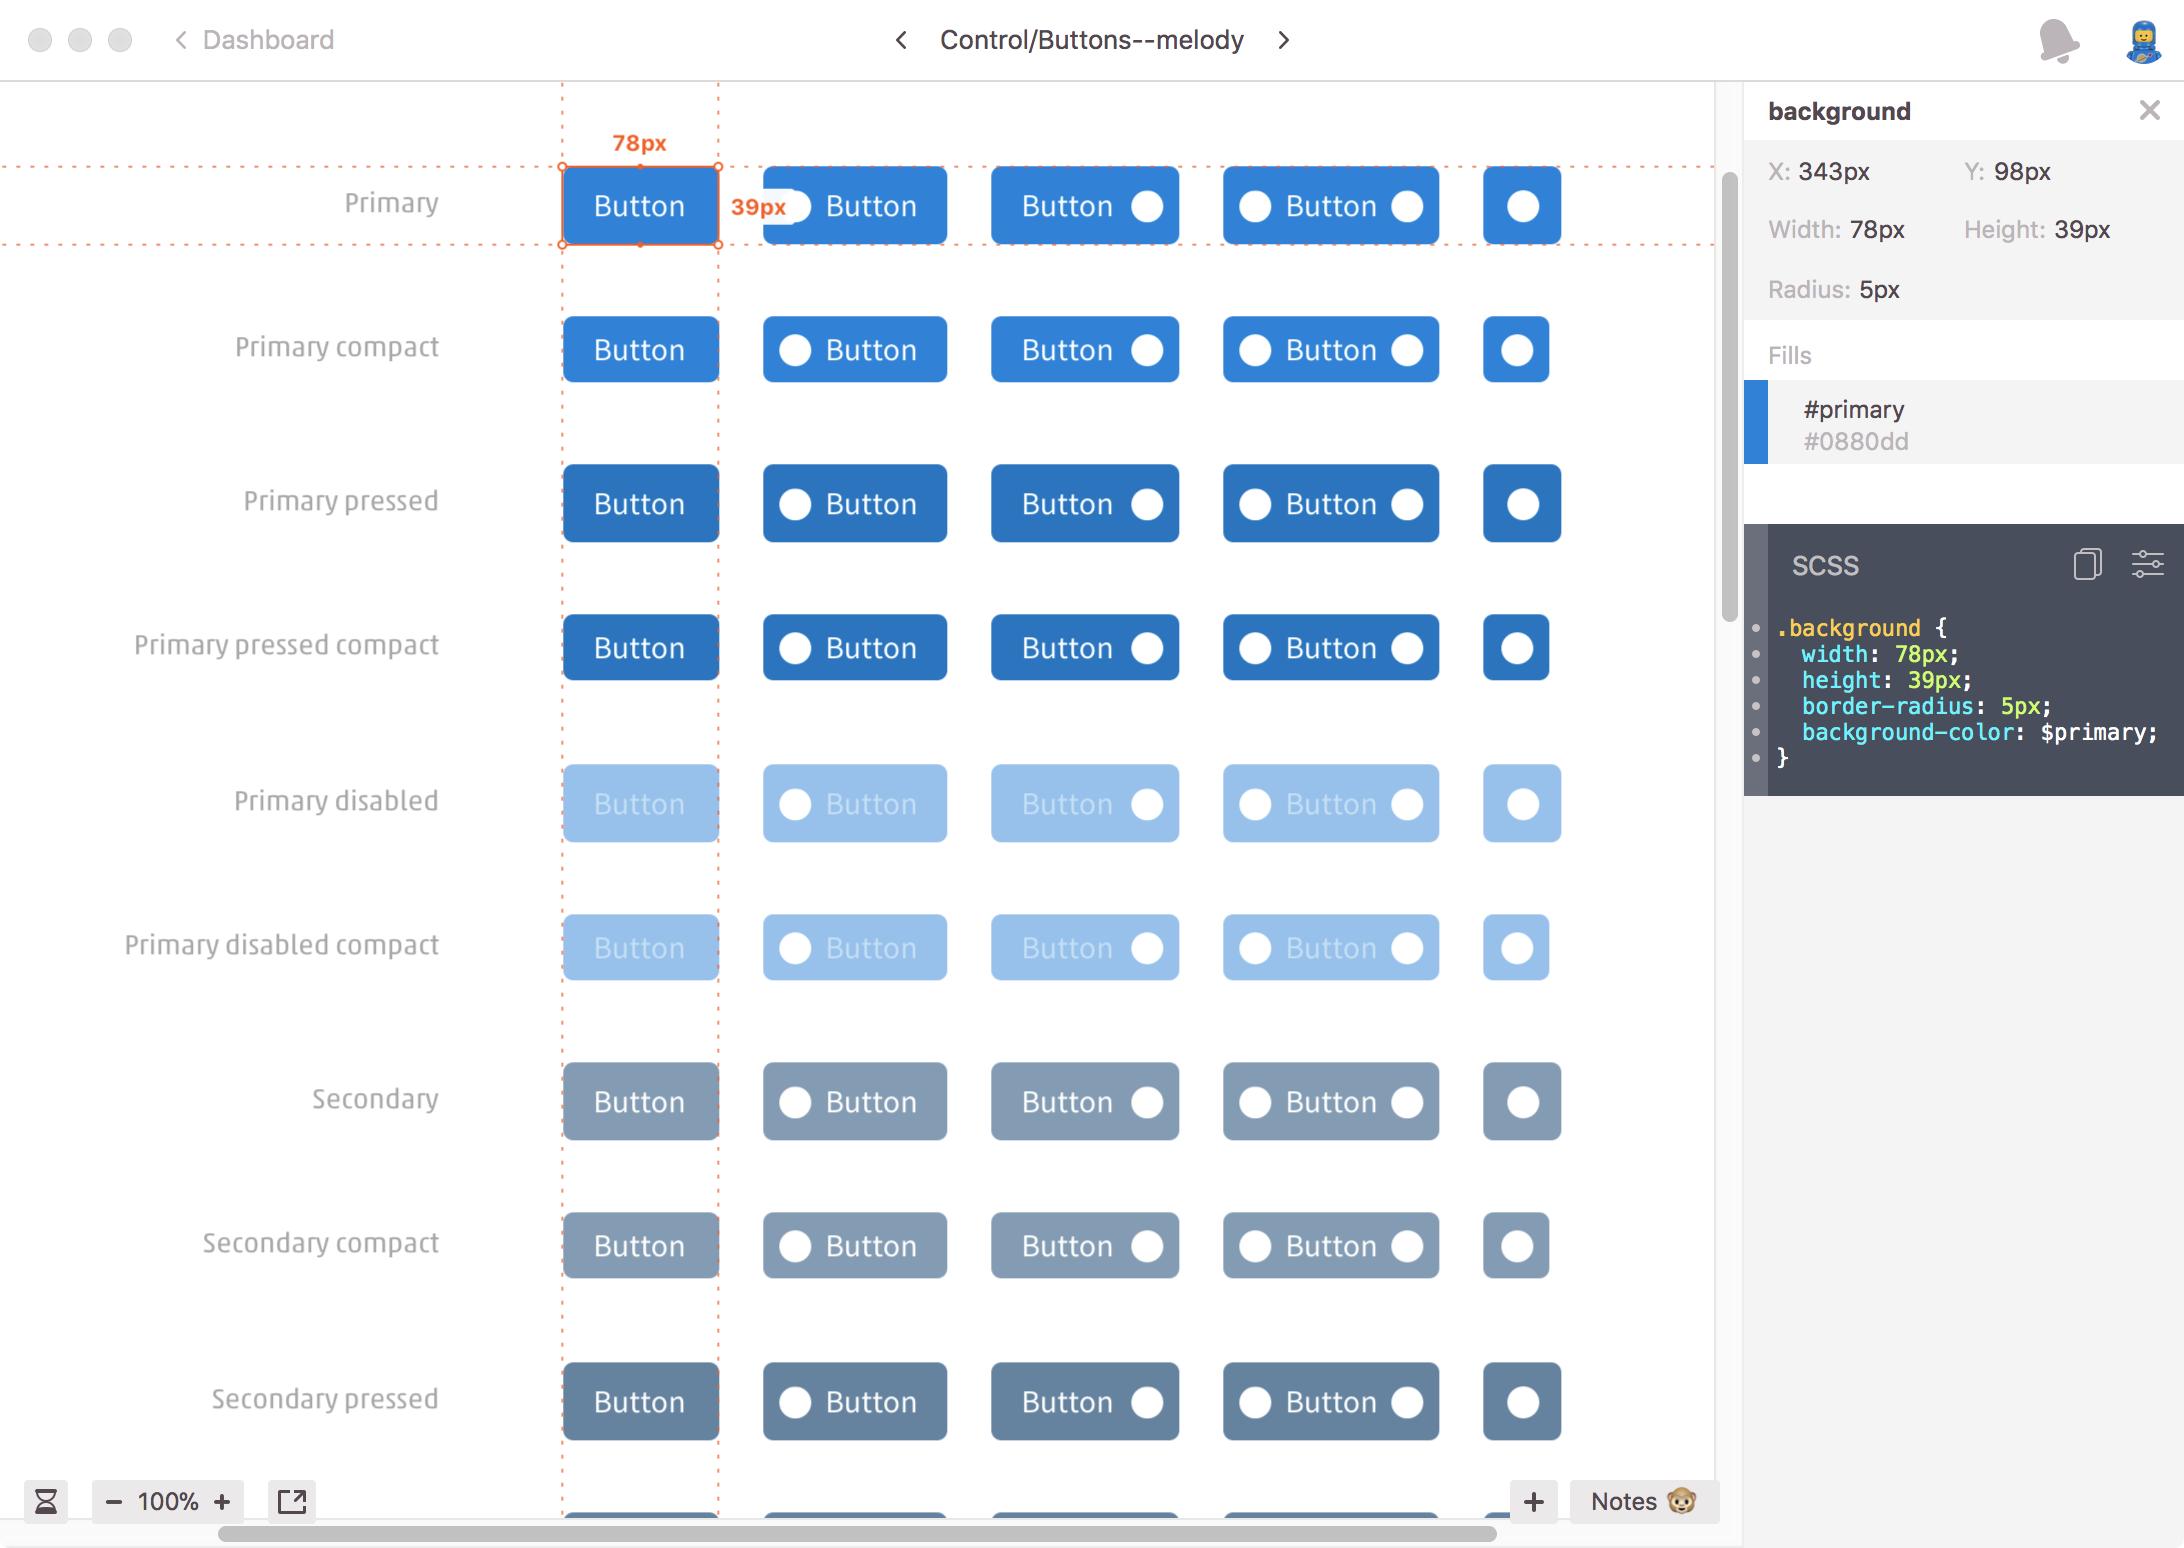 Dashboard
Control/Buttons--melody
78px
Primary
Button
39px
Button
Button
Button
Primary compact
Button
Button
Button
Button
Primary pressed
Button
Button
Button
Button
Primary pressed compact
Button
Button
Button
Button
Primary disabled
Button
Button
Button
Button
Primary disabled compact
Button
Button
Button
Button
Secondary
Button
Button
Button
Button
Secondary compact
Button
Button
Button
Button
Secondary pressed
Button
Button
Button
Button
100%
Notes
background
X: 343px
Y: 98px
Width: 78px
Height: 39px
Radius: 5px
Fills
#primary
#0880dd
SCSS
.background {
width: 78px;
height: 39px;
border-radius: 5px;
background-color: $primary;
}